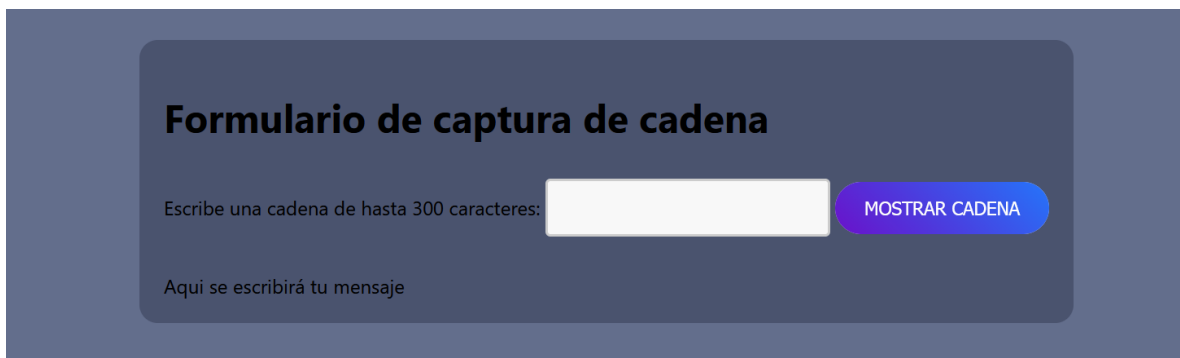 Formulario de captura de cadena
Escribe una cadena de hasta 300 caracteres: MOSTRAR CADENA
Aqui se escribirá tu mensaje